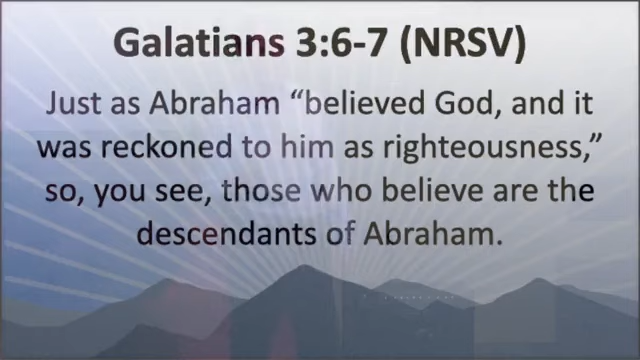 Galatians 3:6-7 (NRSV)
Just as Abraham “believed God, and it
was reckoned to him as righteousness,”
so, you see, those who believe are the
descendants of Abraham.